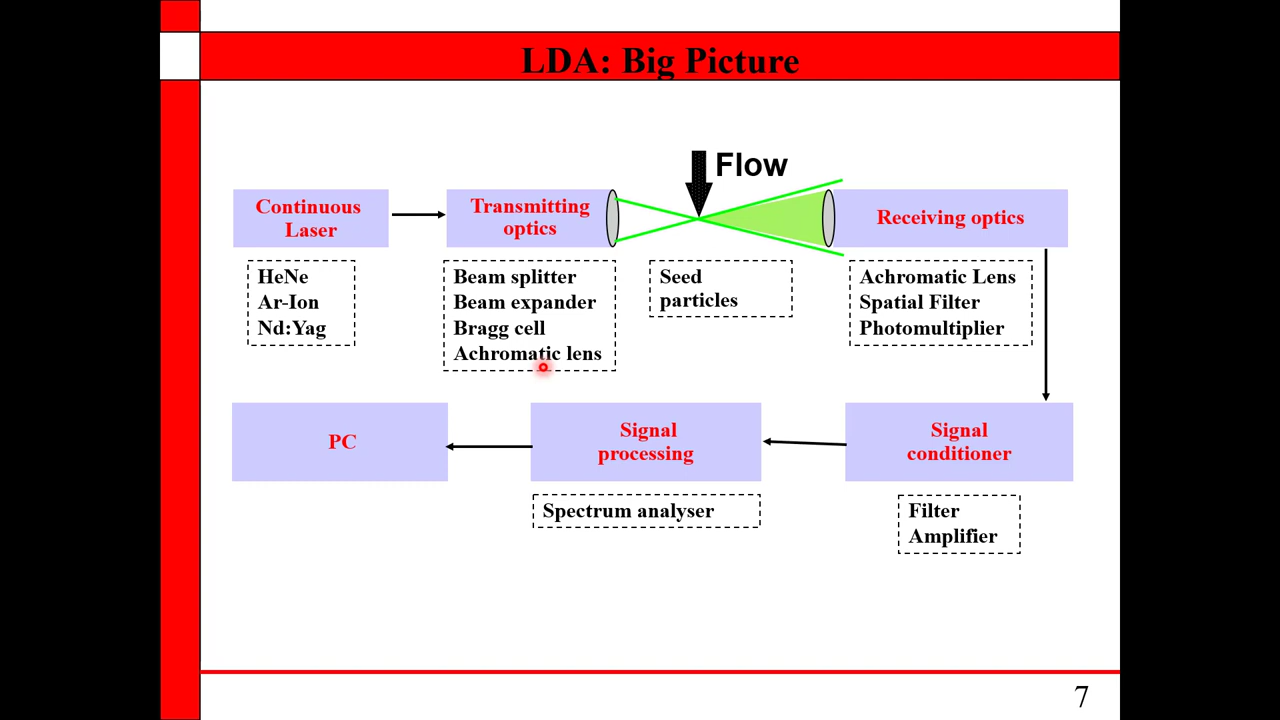 LDA: Big Picture
Flow
Continuous
Laser
Transmitting
optics
Receiving optics
HeNe
Ar-Ion
Nd:Yag
Beam splitter
Beam expander
Bragg cell
Achromatic lens
Seed
particles
Achromatic Lens
Spatial Filter
Photomultiplier
PC
Signal
processing
Signal
conditioner
Spectrum analyser
Filter
Amplifier
7